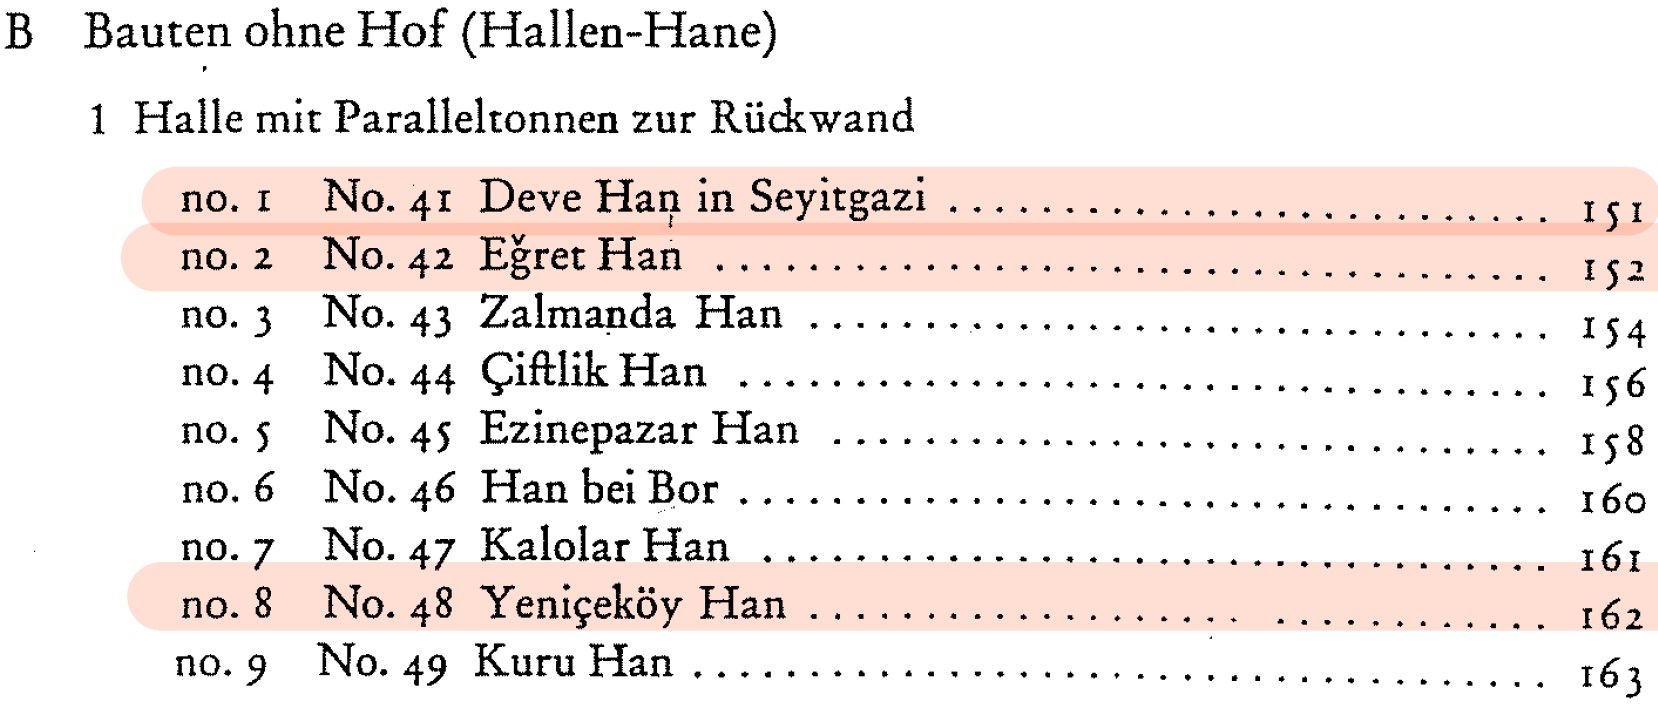 B Bauten ohne Hof (Hallen-Hane)
1 Halle mit Paralleltonnen zur Rückwand
no. 1 No. 41 Deve Han in Seyitgazi . . . . . . . . . . . . . . . . . . . . . . . . . . 151
no. 2 No. 42 Eğret Han . . . . . . . . . . . . . . . . . . . . . . . . . . . . . . . . . . . . 152
no. 3 No. 43 Zalmanda Han . . . . . . . . . . . . . . . . . . . . . . . . . . . . . . . . 154
no. 4 No. 44 Çiftlik Han . . . . . . . . . . . . . . . . . . . . . . . . . . . . . . . . . . . 156
no. 5 No. 45 Ezinepazar Han . . . . . . . . . . . . . . . . . . . . . . . . . . . . . . . 158
no. 6 No. 46 Han bei Bor . . . . . . . . . . . . . . . . . . . . . . . . . . . . . . . . . . . 160
no. 7 No. 47 Kalolar Han . . . . . . . . . . . . . . . . . . . . . . . . . . . . . . . . . . 161
no. 8 No. 48 Yeniçeköy Han . . . . . . . . . . . . . . . . . . . . . . . . . . . . . . . 162
no. 9 No. 49 Kuru Han . . . . . . . . . . . . . . . . . . . . . . . . . . . . . . . . . . . . . 163